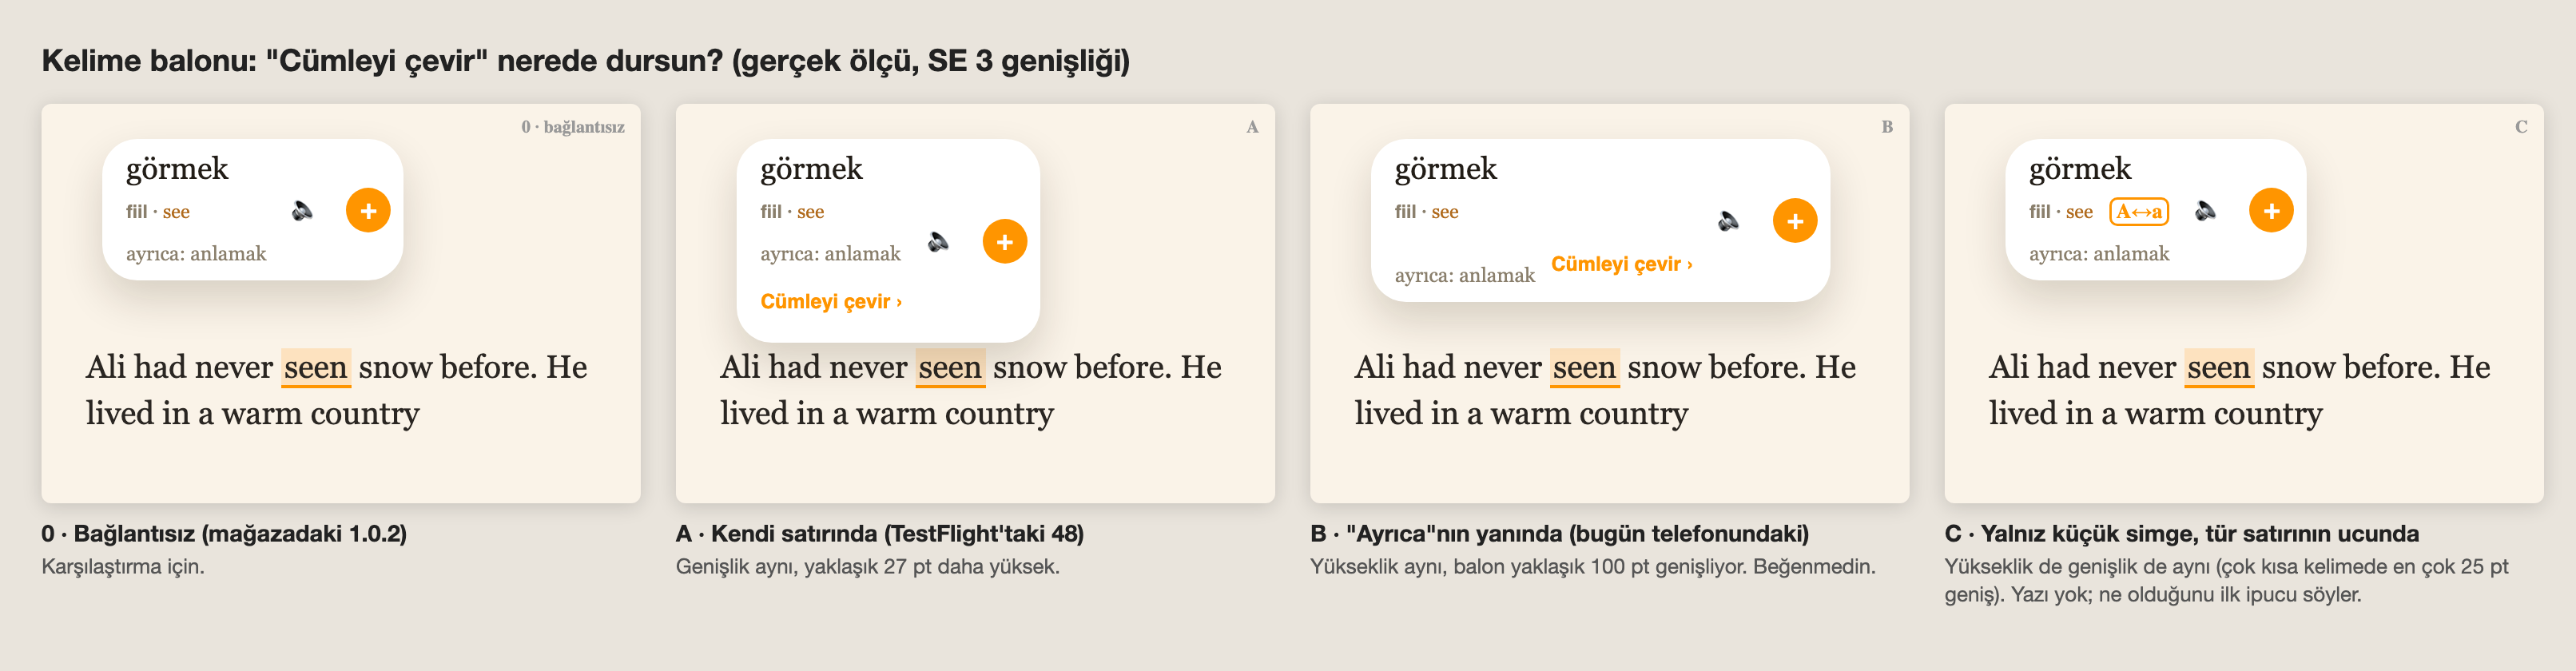 Kelime balonu: "Cümleyi çevir" nerede dursun? (gerçek ölçü, SE 3 genişliği)
0 · bağlantısız
görmek
fiil · see
+
ayrıca: anlamak
Ali had never seen snow before. He
lived in a warm country
0 · Bağlantısız (mağazadaki 1.0.2)
Karşılaştırma için.
A
görmek
fiil · see
ayrıca: anlamak
+
Cümleyi çevir ›
Ali had never seen snow before. He
lived in a warm country
A · Kendi satırında (TestFlight'taki 48)
Genişlik aynı, yaklaşık 27 pt daha yüksek.
B
görmek
fiil · see
+
ayrıca: anlamak Cümleyi çevir ›
Ali had never seen snow before. He
lived in a warm country
B · "Ayrıca"nın yanında (bugün telefonundaki)
Yükseklik aynı, balon yaklaşık 100 pt genişliyor. Beğenmedin.
C
görmek
fiil · see A↔a
+
ayrıca: anlamak
Ali had never seen snow before. He
lived in a warm country
C · Yalnız küçük simge, tür satırının ucunda
Yükseklik de genişlik de aynı (çok kısa kelimede en çok 25 pt
geniş). Yazı yok; ne olduğunu ilk ipucu söyler.